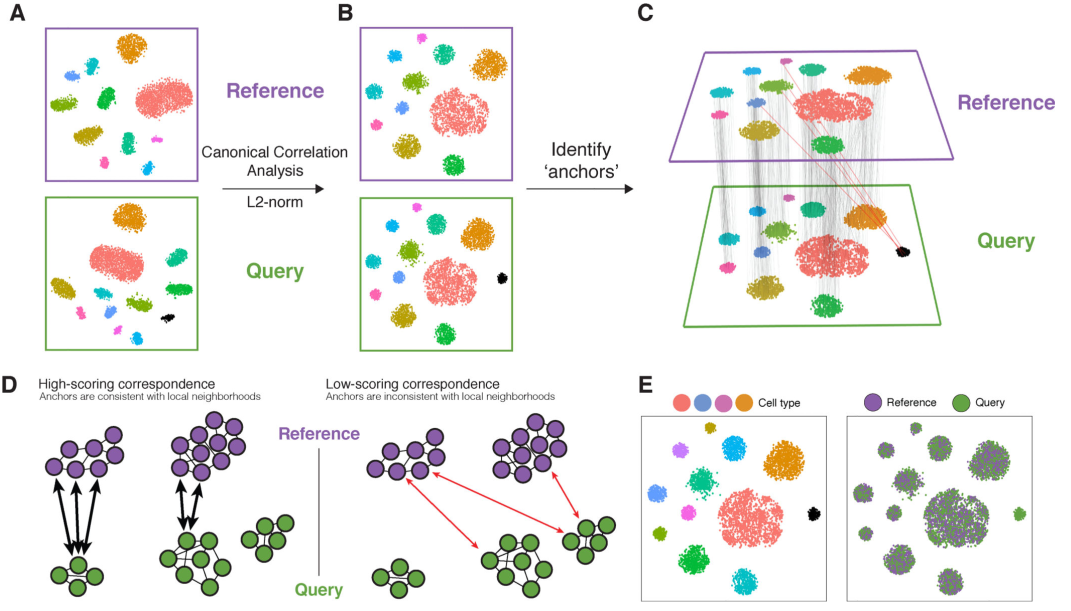 A
B
C
Reference
Canonical Correlation
Analysis
L2-norm
Query
Identify
‘anchors’
Reference
Query
D
High-scoring correspondence
Anchors are consistent with local neighborhoods
Low-scoring correspondence
Anchors are inconsistent with local neighborhoods
Reference
Query
E
Cell type
Reference
Query